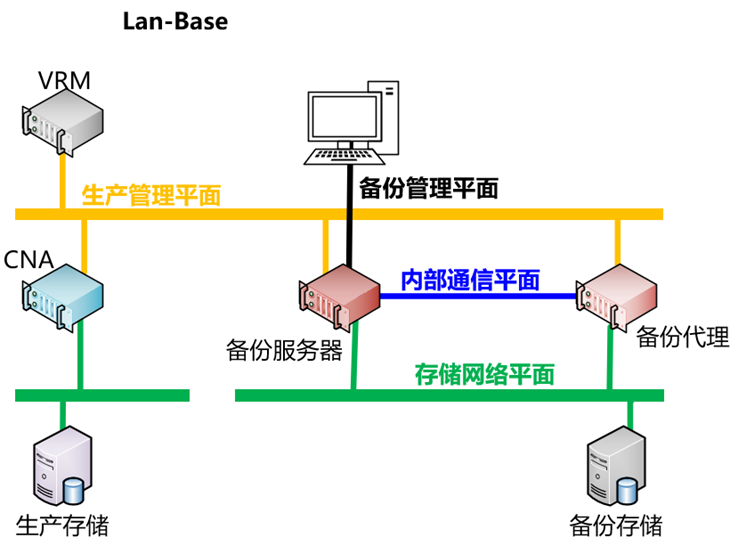 Lan-Base
VRM
生产管理平面
备份管理平面
CNA
内部通信平面
备份服务器
备份代理
存储网络平面
生产存储
备份存储